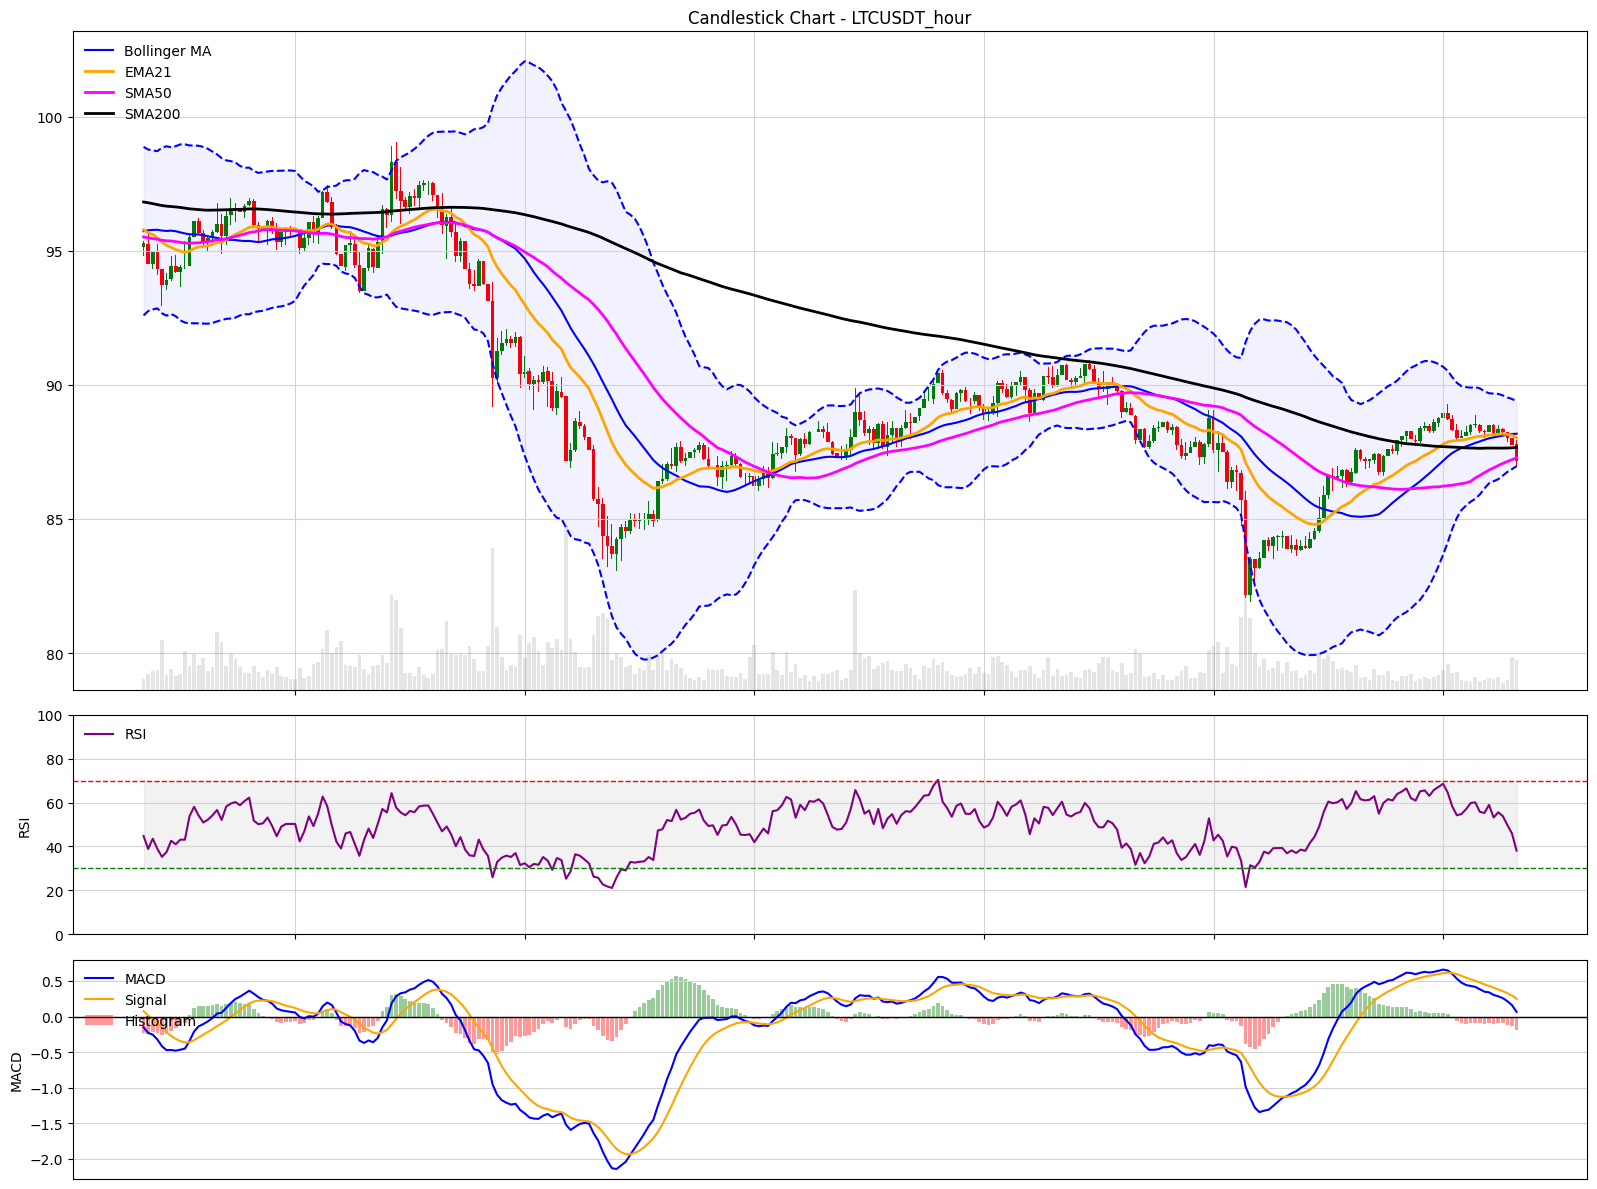 Candlestick Chart - LTCUSDT_hour
Bollinger MA
EMA21
SMA50
SMA200
100
95
90
85
80
100
80
60
40
20
0
RSI
RSI
0.5
0.0
−0.5
−1.0
−1.5
−2.0
MACD
MACD
Signal
Histogram